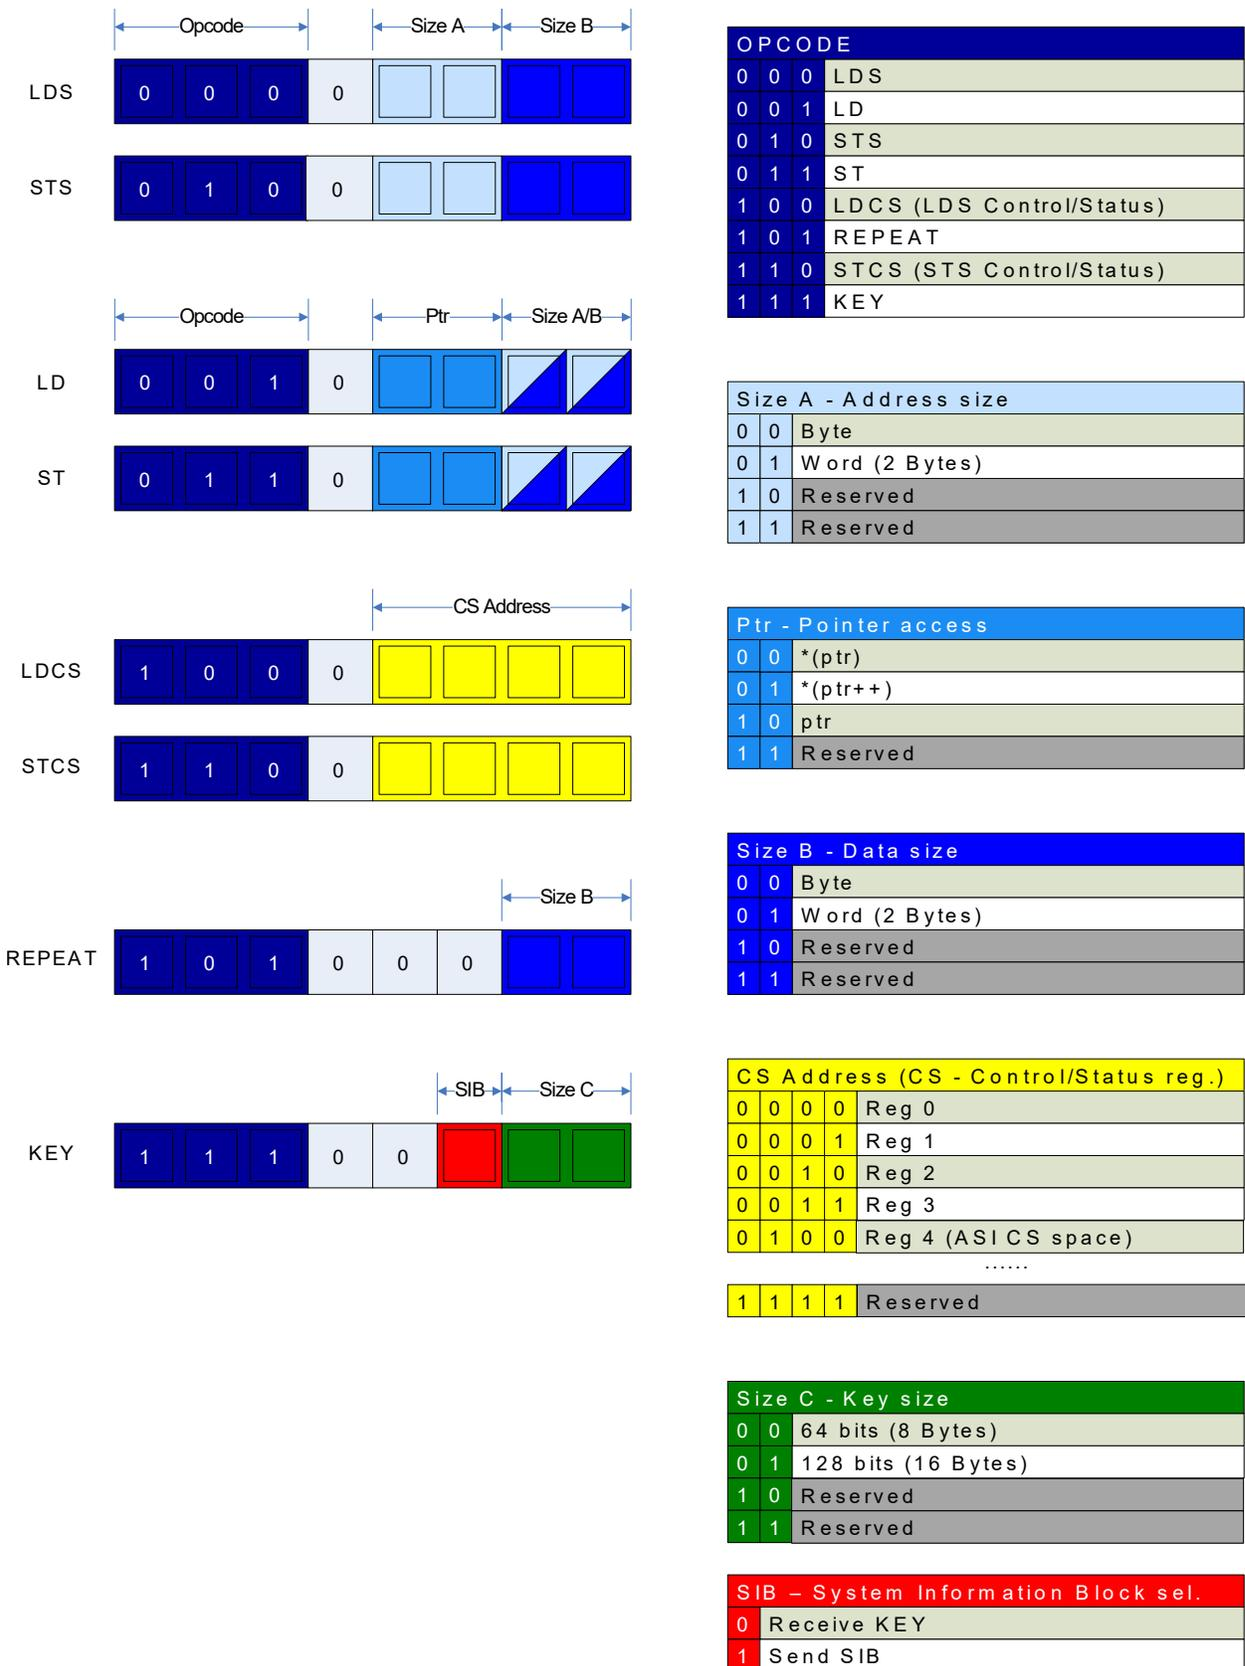 Opcode Size A Size B
LDS 0 0 0 0
STS 0 1 0 0
Opcode Ptr Size A/B
LD 0 0 1 0
ST 0 1 1 0
CS Address
LDCS 1 0 0 0
STCS 1 1 0 0
Size B
REPEAT 1 0 1 0 0 0
SIB Size C
KEY 1 1 1 0 0
OPCODE
0 0 0 LDS
0 0 1 LD
0 1 0 STS
0 1 1 ST
1 0 0 LDCS (LDS Control/Status)
1 0 1 REPEAT
1 1 0 STCS (STS Control/Status)
1 1 1 KEY
Size A - Address size
0 0 Byte
0 1 Word (2 Bytes)
1 0 Reserved
1 1 Reserved
Ptr - Pointer access
0 0 *(ptr)
0 1 *(ptr++)
1 0 ptr
1 1 Reserved
Size B - Data size
0 0 Byte
0 1 Word (2 Bytes)
1 0 Reserved
1 1 Reserved
CS Address (CS - Control/Status reg.)
0 0 0 0 Reg 0
0 0 0 1 Reg 1
0 0 1 0 Reg 2
0 0 1 1 Reg 3
0 1 0 0 Reg 4 (ASI CS space)
......
1 1 1 1 Reserved
Size C - Key size
0 0 64 bits (8 Bytes)
0 1 128 bits (16 Bytes)
1 0 Reserved
1 1 Reserved
SIB – System Information Block sel.
0 Receive KEY
1 Send SIB